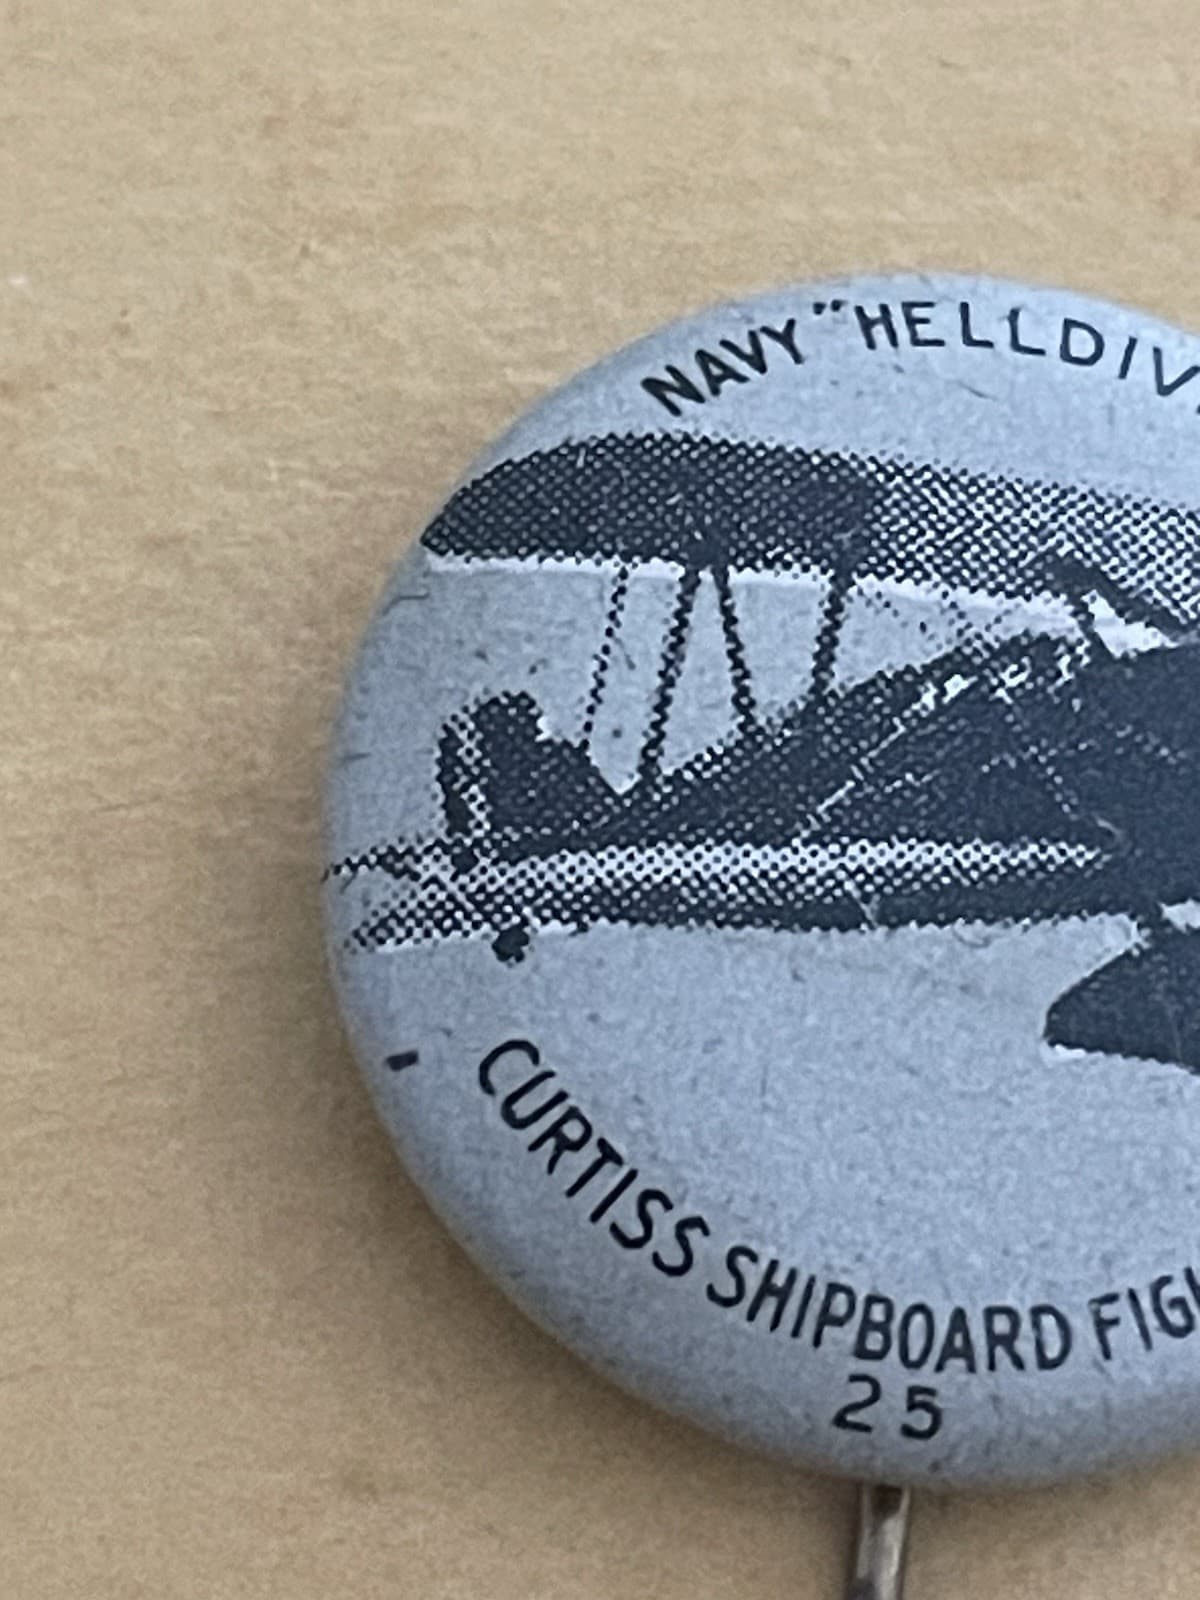 NAVY "HELLDIV
CURTISS SHIPBOARD FIG
25